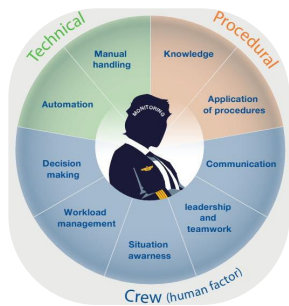 Technical
Procedural
Manual
handling
Knowledge
Automation
Application
of procedures
MONITORING
Decision
making
Communication
Workload
management
leadership
and
teamwork
Situation
awarness
Crew (human factor)